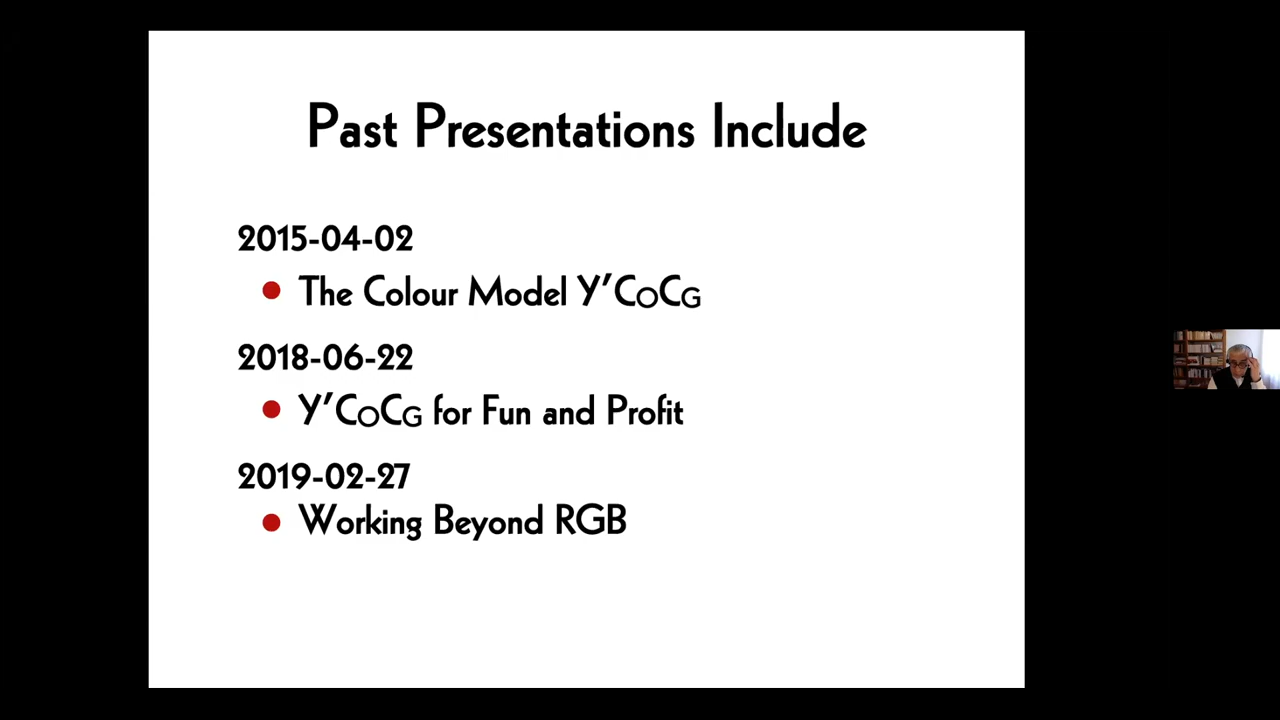 Past Presentations Include
2015-04-02
• The Colour Model Y′COCG
2018-06-22
• Y′COCG for Fun and Profit
2019-02-27
• Working Beyond RGB